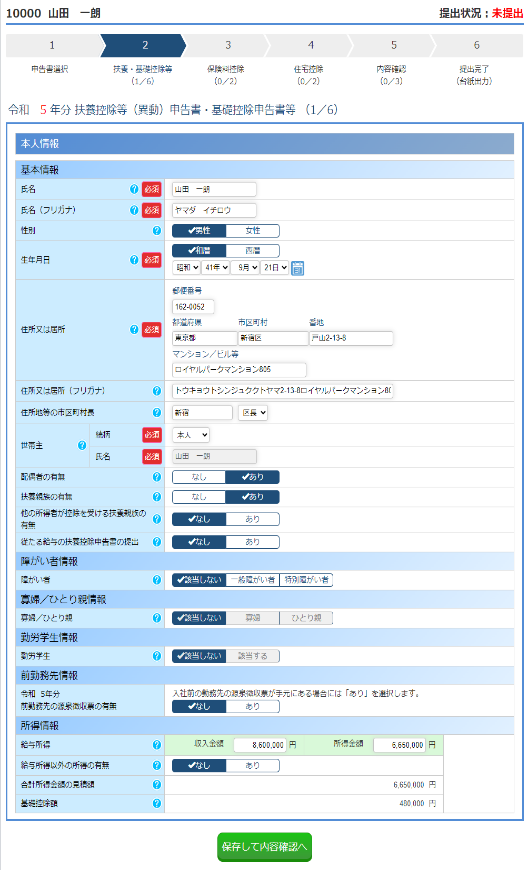 10000 山田　一朗
提出状況：未提出
1 2 3 4 5 6
申告書選択 扶養・基礎控除等 保険料控除 住宅控除 内容確認 提出完了
（1／6） （0／2） （0／2） （0／3） （台紙出力）
令和　5 年分 扶養控除等（異動）申告書・基礎控除申告書等 （1／6）
本人情報
基本情報
氏名 ? 必須 山田　一朗
氏名（フリガナ） ? 必須 ヤマダ　イチロウ
性別 ? ✔男性 女性
✔和暦 西暦
生年月日 ? 必須 昭和 41年 9月 21日
郵便番号
162-0052
都道府県 市区町村 番地
住所又は居所 ? 必須 東京都 新宿区 戸山2-13-8
マンション／ビル等
ロイヤルパークマンション805
住所又は居所（フリガナ） ? トウキョウトシンジュククトヤマ2-13-8ロイヤルパークマンション80
住所地等の市区町村長 ? 新宿 区長
世帯主 ? 続柄 必須 本人
氏名 必須 山田　一朗
配偶者の有無 ? なし ✔あり
扶養親族の有無 ? なし ✔あり
他の所得者が控除を受ける扶養親族の
有無 ? ✔なし あり
従たる給与の扶養控除申告書の提出 ? ✔なし あり
障がい者情報
障がい者 ? ✔該当しない 一般障がい者 特別障がい者
寡婦／ひとり親情報
寡婦／ひとり親 ? ✔該当しない 寡婦 ひとり親
勤労学生情報
勤労学生 ? ✔該当しない 該当する
前勤務先情報
令和　5年分 入社前の勤務先の源泉徴収票が手元にある場合には「あり」を選択します。
前勤務先の源泉徴収票の有無 ? ✔なし あり
所得情報
給与所得 ? 収入金額 8,600,000 円 所得金額 6,650,000 円
給与所得以外の所得の有無 ? ✔なし あり
合計所得金額の見積額 ? 6,650,000 円
基礎控除額 ? 480,000 円
保存して内容確認へ